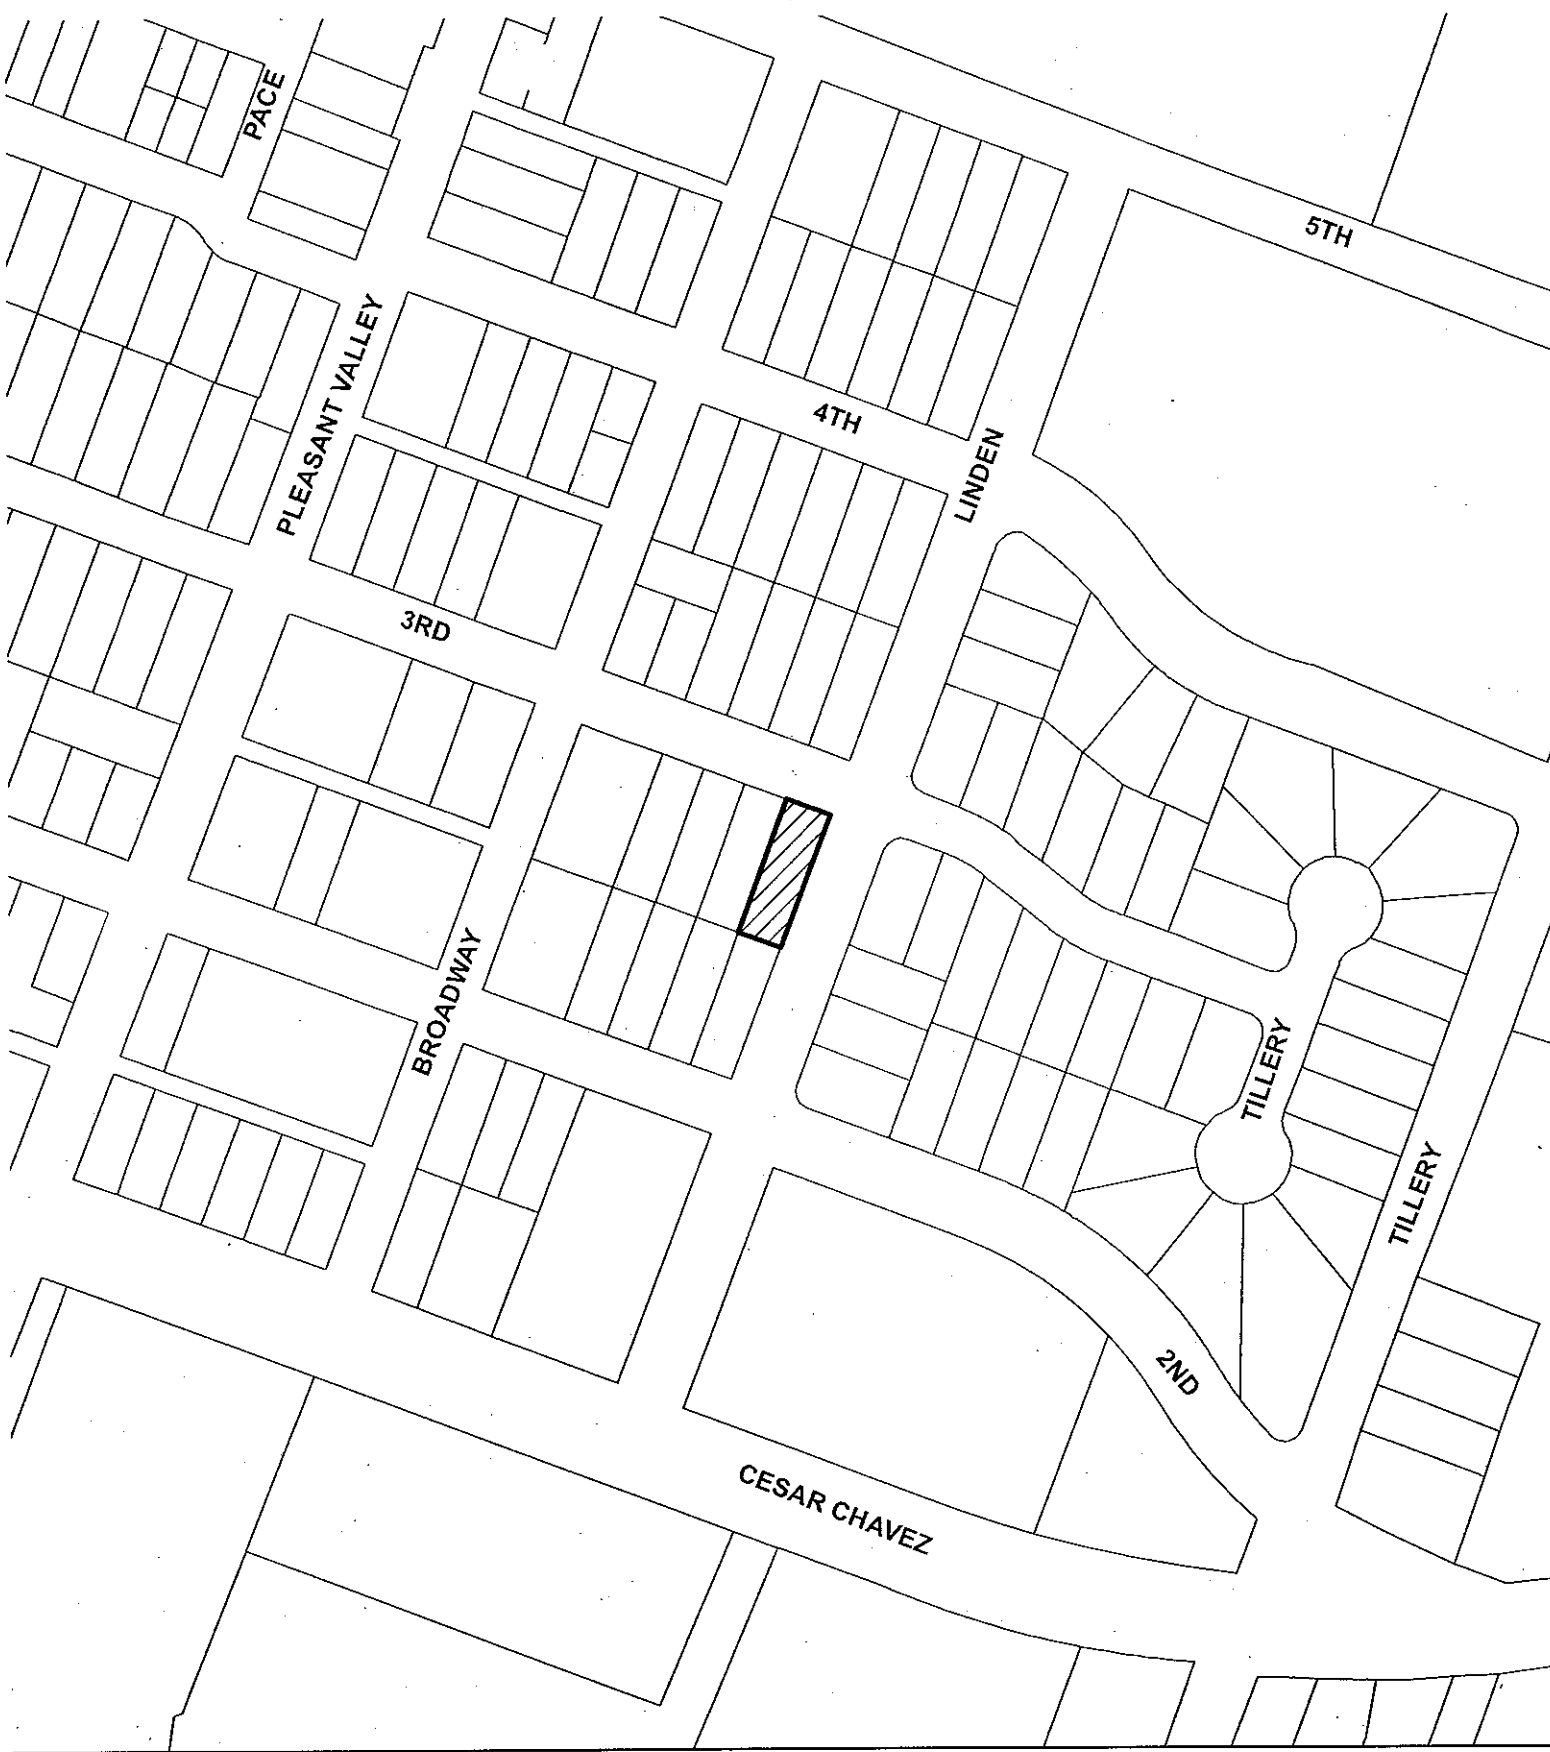 PACE
5TH
PLEASANT VALLEY
4TH
LINDEN
3RD
BROADWAY
TILLERY
TILLERY
2ND
CESAR CHAVEZ